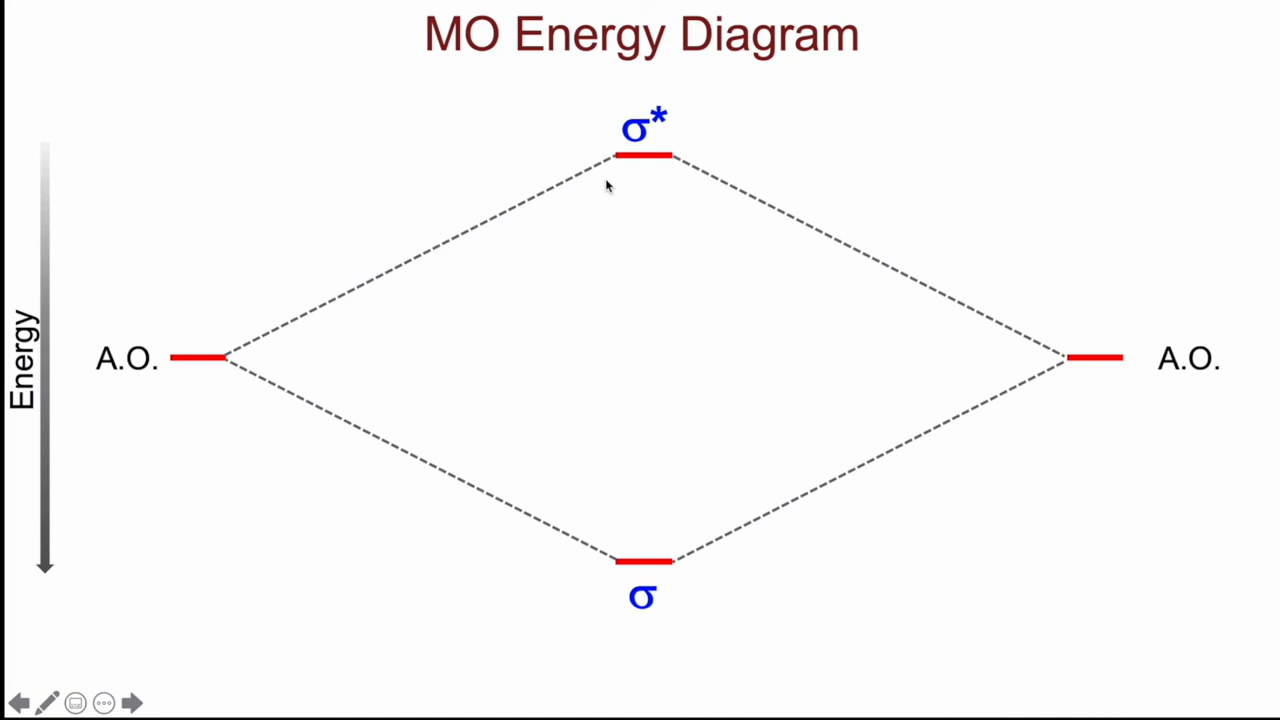 MO Energy Diagram
σ*
Energy
A.O.
A.O.
σ